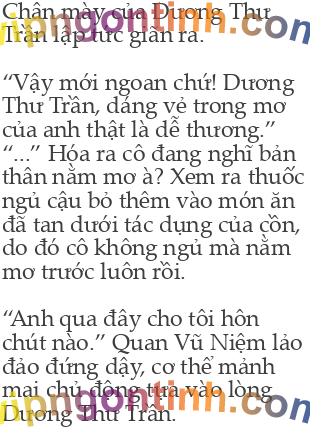 Chân mày của Dương Thư
Trần lập tức giãn ra.
“Vậy mới ngoan chứ! Dương
Thư Trần, dáng vẻ trong mơ
của anh thật là dễ thương.”
“...” Hóa ra cô đang nghĩ bản
thân nằm mơ à? Xem ra thuốc
ngủ cậu bỏ thêm vào món ăn
đã tan dưới tác dụng của cồn,
do đó cô không ngủ mà nằm
mơ trước luôn rồi.
“Anh qua đây cho tôi hôn
chút nào.” Quan Vũ Niệm lảo
đảo đứng dậy, cơ thể mảnh
mai chủ động tựa vào lòng
Dương Thư Trần.
vipngontinh.com
vipngontinh.com